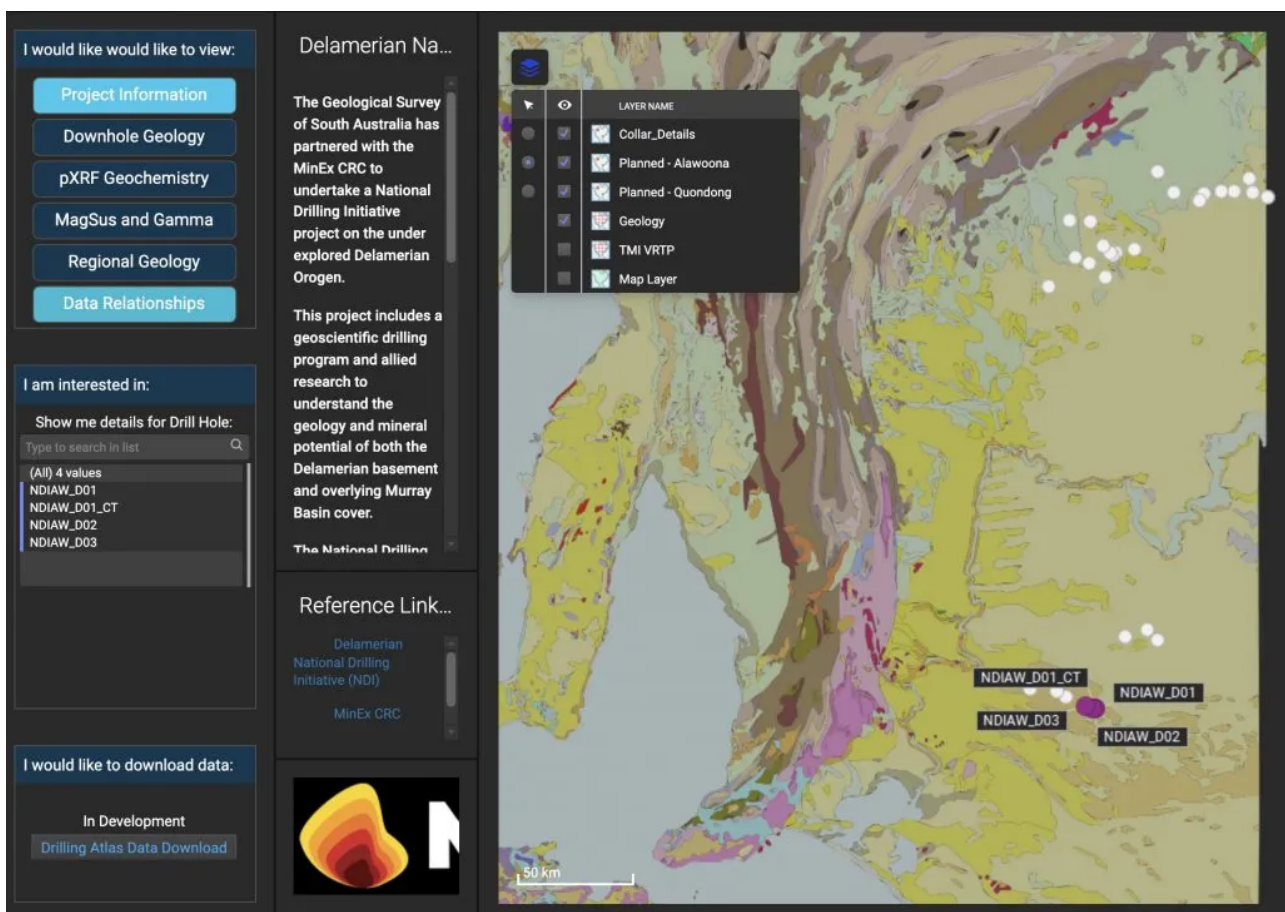 I would like would like to view:
Project Information
Downhole Geology
pXRF Geochemistry
MagSus and Gamma
Regional Geology
Data Relationships
I am interested in:
Show me details for Drill Hole:
Type to search in list
(All) 4 values
NDIAW_D01
NDIAW_D01_CT
NDIAW_D02
NDIAW_D03
I would like to download data:
In Development
Drilling Atlas Data Download
Delamerian Na...
The Geological Survey
of South Australia has
partnered with the
MinEx CRC to
undertake a National
Drilling Initiative
project on the under
explored Delamerian
Orogen.
This project includes a
geoscientific drilling
program and allied
research to
understand the
geology and mineral
potential of both the
Delamerian basement
and overlying Murray
Basin cover.
The National Drilling
Reference Link...
Delamerian
National Drilling
Initiative (NDI)
MinEx CRC
N
LAYER NAME
Collar_Details
Planned - Alawoona
Planned - Quondong
Geology
TMI VRTP
Map Layer
NDIAW_D01_CT
NDIAW_D01
NDIAW_D03
NDIAW_D02
50 km